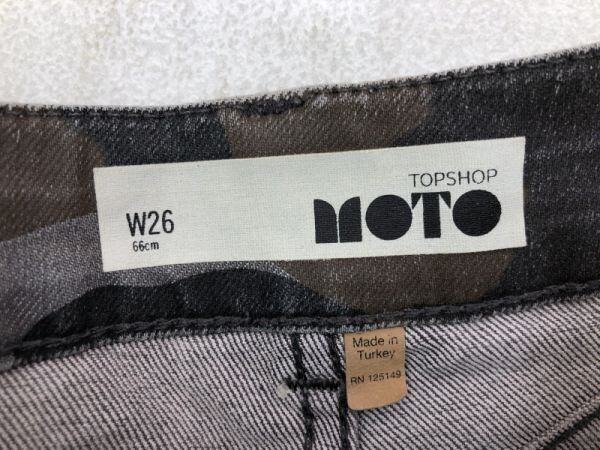 W26
66cm
TOPSHOP
MOTO
Made in
Turkey
RN 125149